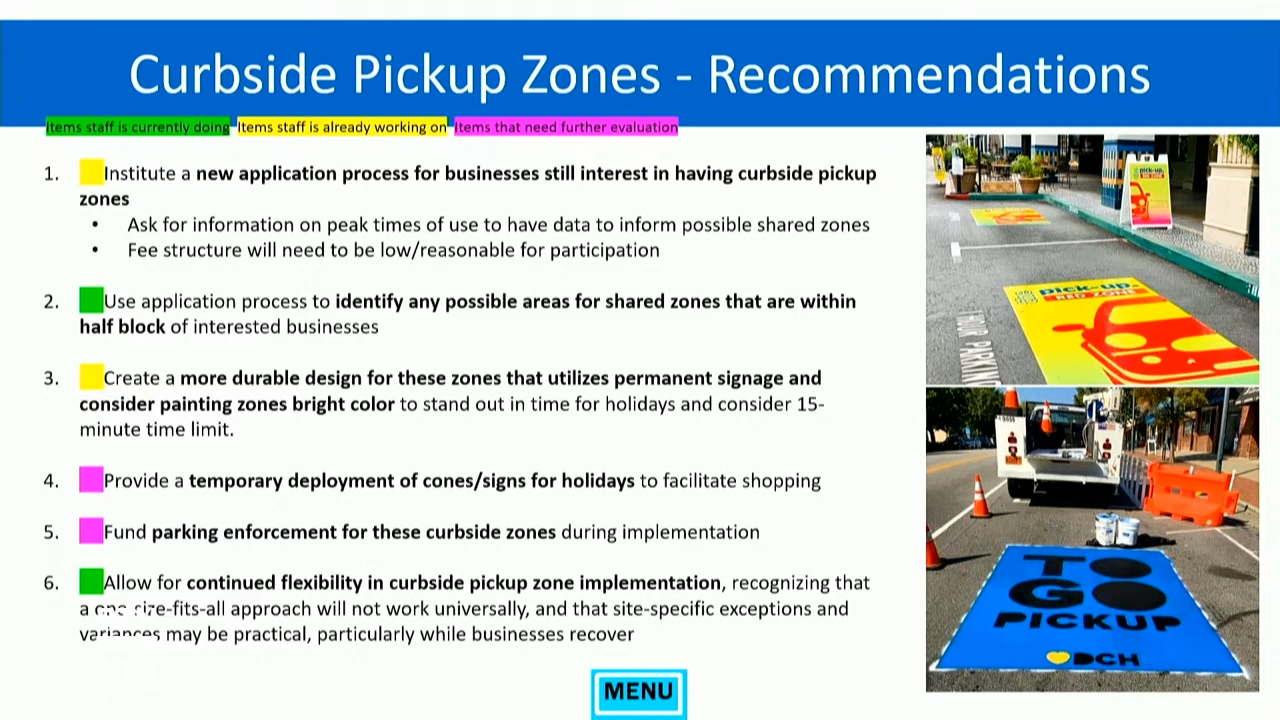 Curbside Pickup Zones - Recommendations
Items staff is currently doing Items staff is already working on Items that need further evaluation
1. Institute a new application process for businesses still interest in having curbside pickup
zones
• Ask for information on peak times of use to have data to inform possible shared zones
• Fee structure will need to be low/reasonable for participation
2. Use application process to identify any possible areas for shared zones that are within
half block of interested businesses
3. Create a more durable design for these zones that utilizes permanent signage and
consider painting zones bright color to stand out in time for holidays and consider 15-
minute time limit.
4. Provide a temporary deployment of cones/signs for holidays to facilitate shopping
5. Fund parking enforcement for these curbside zones during implementation
6. Allow for continued flexibility in curbside pickup zone implementation, recognizing that
a one size-fits-all approach will not work universally, and that site-specific exceptions and
variances may be practical, particularly while businesses recover
pick-up.
pick-up.
HOUR PARKING
TO
GO
PICKUP
DCH
MENU